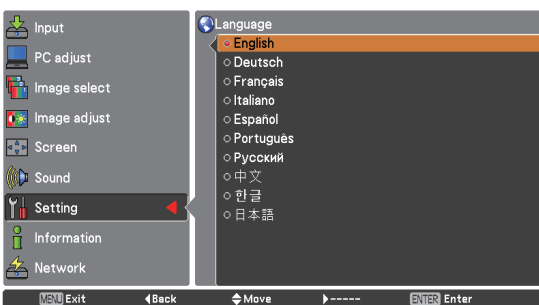 Input
PC adjust
Image select
Image adjust
Screen
Sound
Setting
Information
Network
Language
English
Deutsch
Français
Italiano
Español
Português
Русский
中文
한글
日本語
MENU Exit ◀Back Move ▶----- ENTER Enter